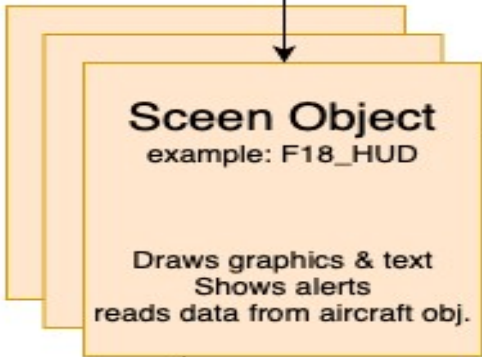 Sceen Object
example: F18_HUD
Draws graphics & text
Shows alerts
reads data from aircraft obj.